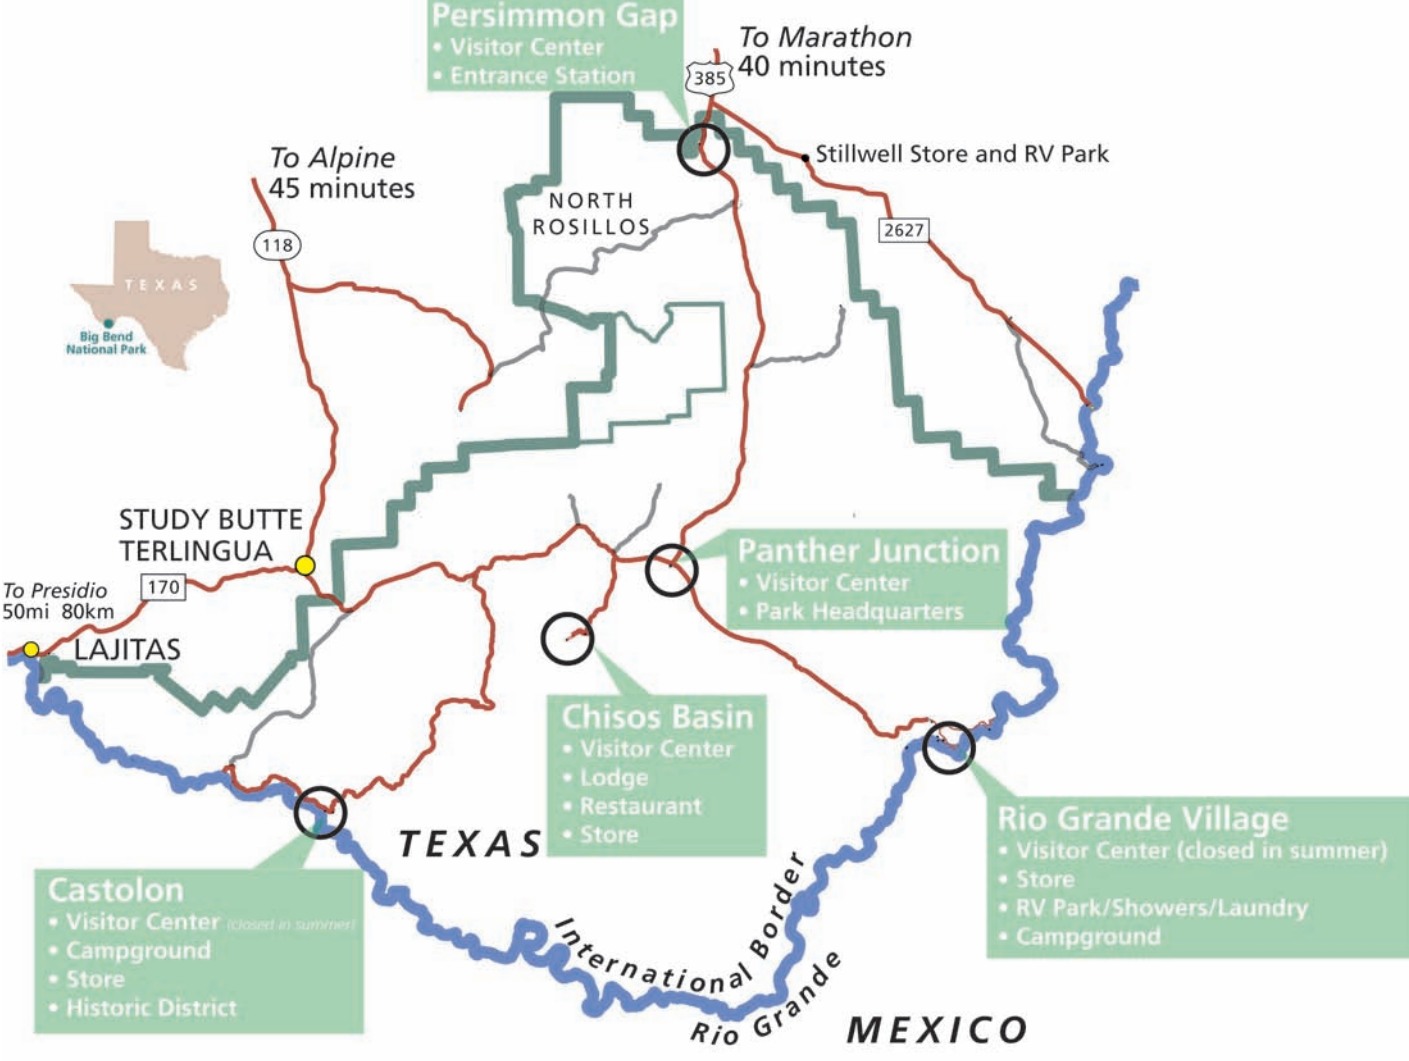 Persimmon Gap
• Visitor Center
• Entrance Station
To Marathon
40 minutes
385
Stillwell Store and RV Park
To Alpine
45 minutes
NORTH
ROSILLOS
118
2627
TEXAS
Big Bend
National Park
STUDY BUTTE
TERLINGUA
To Presidio
50mi 80km
170
LAJITAS
Panther Junction
• Visitor Center
• Park Headquarters
Chisos Basin
• Visitor Center
• Lodge
• Restaurant
• Store
TEXAS
Rio Grande Village
• Visitor Center (closed in summer)
• Store
• RV Park/Showers/Laundry
• Campground
Castolon
• Visitor Center (closed in summer)
• Campground
• Store
• Historic District
International Border
Rio Grande
MEXICO